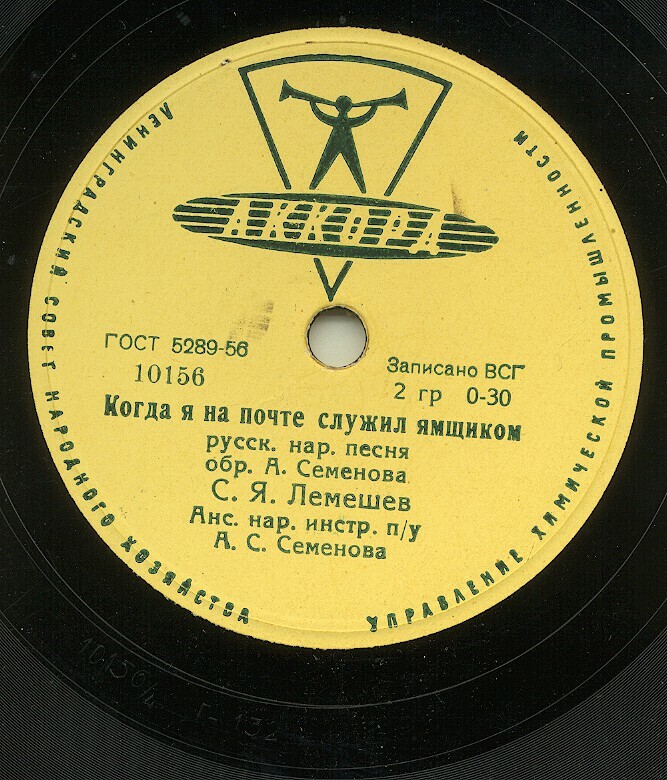 ЛЕНИНГРАДСКИЙ СОВЕТ НАРОДНОГО ХОЗЯЙСТВА
УПРАВЛЕНИЕ ХИМИЧЕСКОЙ ПРОМЫШЛЕННОСТИ
АККОРД
ГОСТ 5289-56
10156
Записано ВСГ
2 гр 0-30
Когда я на почте служил ямщиком
русск. нар. песня
обр. А. Семенова
С. Я. Лемешев
Анс. нар. инстр. п/у
А. С. Семенова